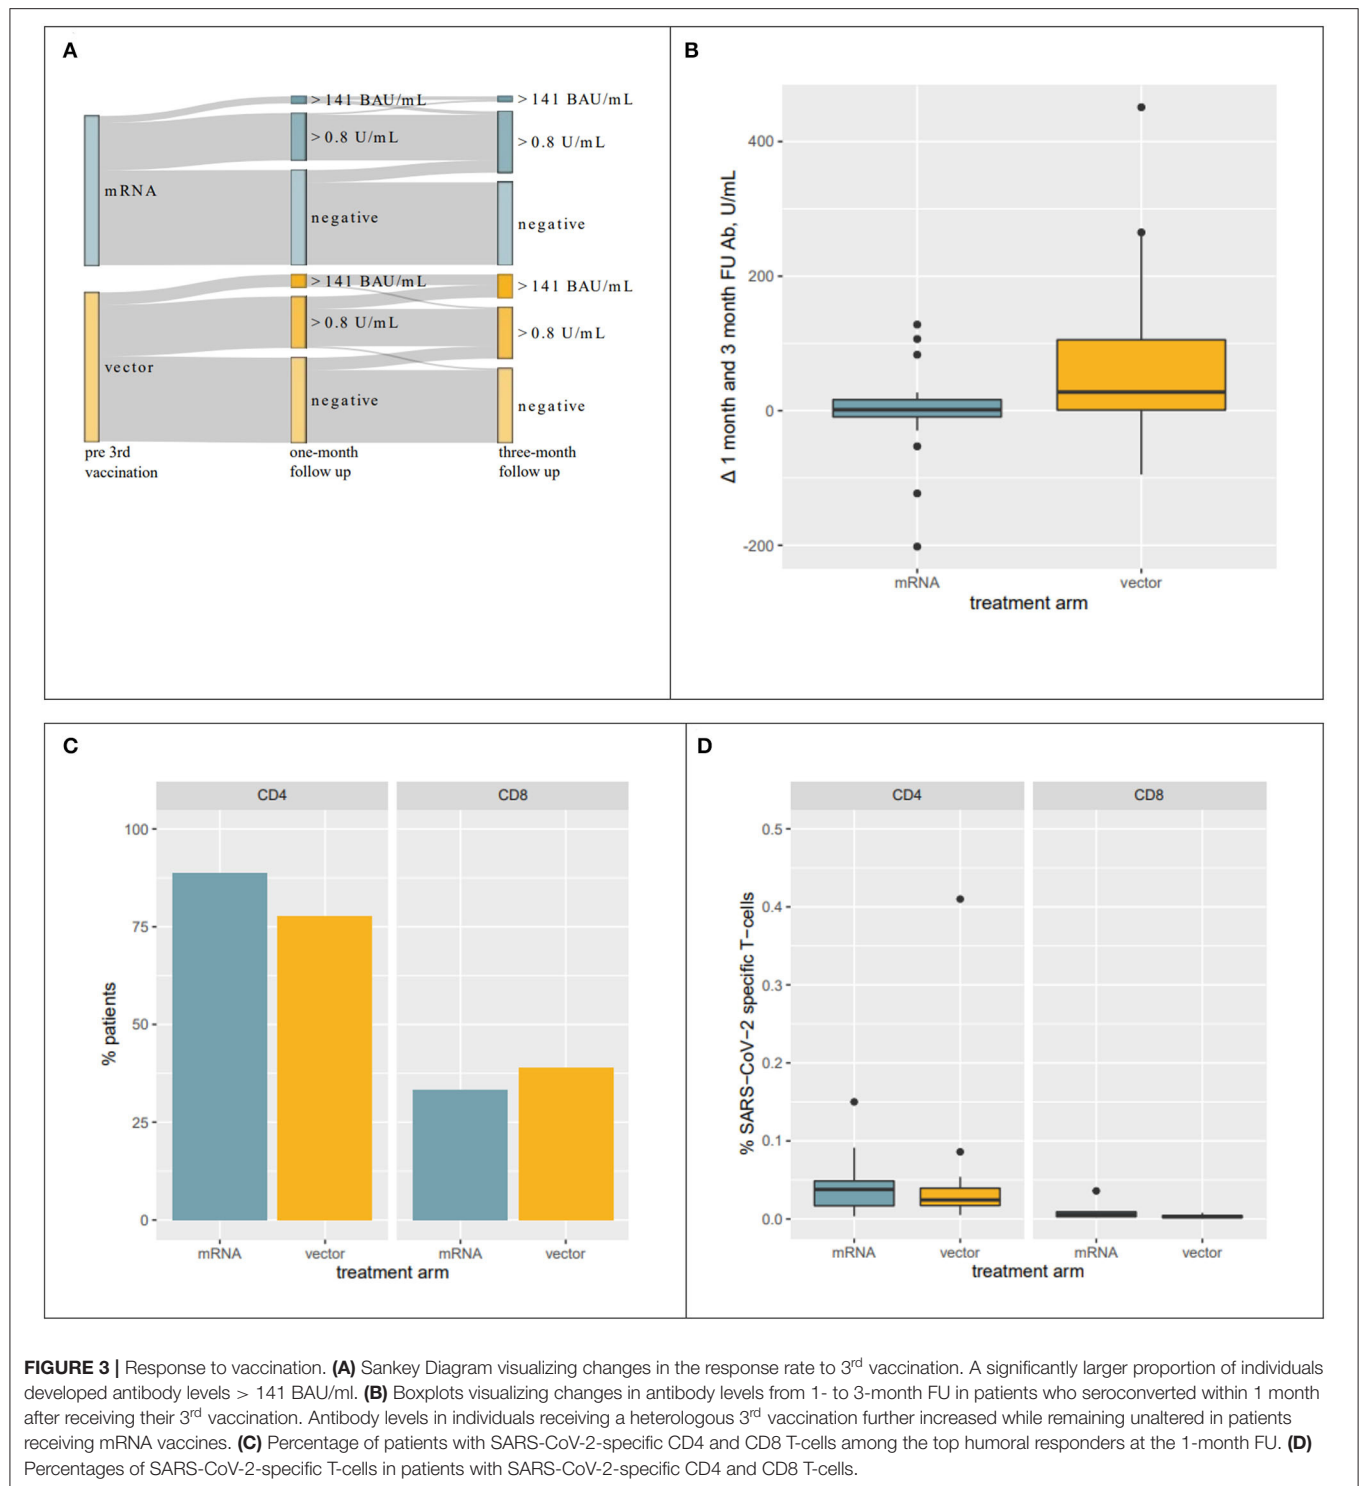 A
> 141 BAU/mL
> 141 BAU/mL
> 0.8 U/mL
> 0.8 U/mL
mRNA
negative
negative
> 141 BAU/mL
> 141 BAU/mL
> 0.8 U/mL
> 0.8 U/mL
vector
negative
negative
pre 3rd
vaccination
one-month
follow up
three-month
follow up
B
Δ 1 month and 3 month FU Ab, U/mL
400
200
0
-200
mRNA
vector
treatment arm
C
CD4
CD8
% patients
100
75
50
25
0
mRNA
vector
mRNA
vector
treatment arm
D
CD4
CD8
% SARS−CoV−2 specific T−cells
0.5
0.4
0.3
0.2
0.1
0.0
mRNA
vector
mRNA
vector
treatment arm
FIGURE 3 | Response to vaccination. (A) Sankey Diagram visualizing changes in the response rate to 3rd vaccination. A significantly larger proportion of individuals
developed antibody levels > 141 BAU/ml. (B) Boxplots visualizing changes in antibody levels from 1- to 3-month FU in patients who seroconverted within 1 month
after receiving their 3rd vaccination. Antibody levels in individuals receiving a heterologous 3rd vaccination further increased while remaining unaltered in patients
receiving mRNA vaccines. (C) Percentage of patients with SARS-CoV-2-specific CD4 and CD8 T-cells among the top humoral responders at the 1-month FU. (D)
Percentages of SARS-CoV-2-specific T-cells in patients with SARS-CoV-2-specific CD4 and CD8 T-cells.